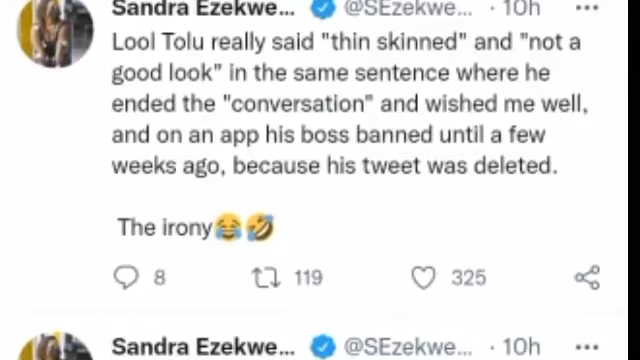 Sandra Ezekwe... @SEzekwe... · 10h
Lool Tolu really said "thin skinned" and "not a
good look" in the same sentence where he
ended the "conversation" and wished me well,
and on an app his boss banned until a few
weeks ago, because his tweet was deleted.
The irony😂🤣
8 119 325
Sandra Ezekwe... @SEzekwe... · 10h